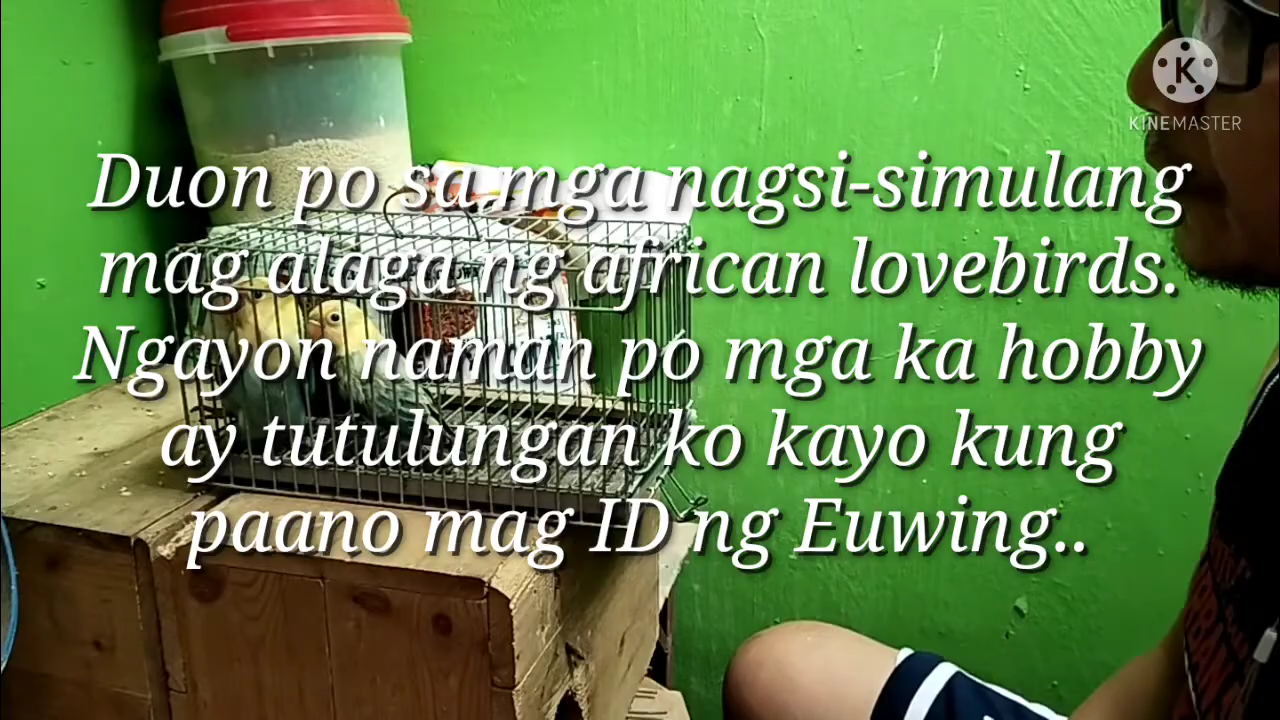 K
KINEMASTER
Duon po sa mga nagsi-simulang
mag alaga ng african lovebirds.
Ngayon naman po mga ka hobby
ay tutulungan ko kayo kung
paano mag ID ng Euwing..